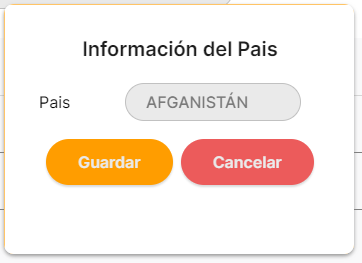 Información del Pais
Pais AFGANISTÁN
Guardar Cancelar